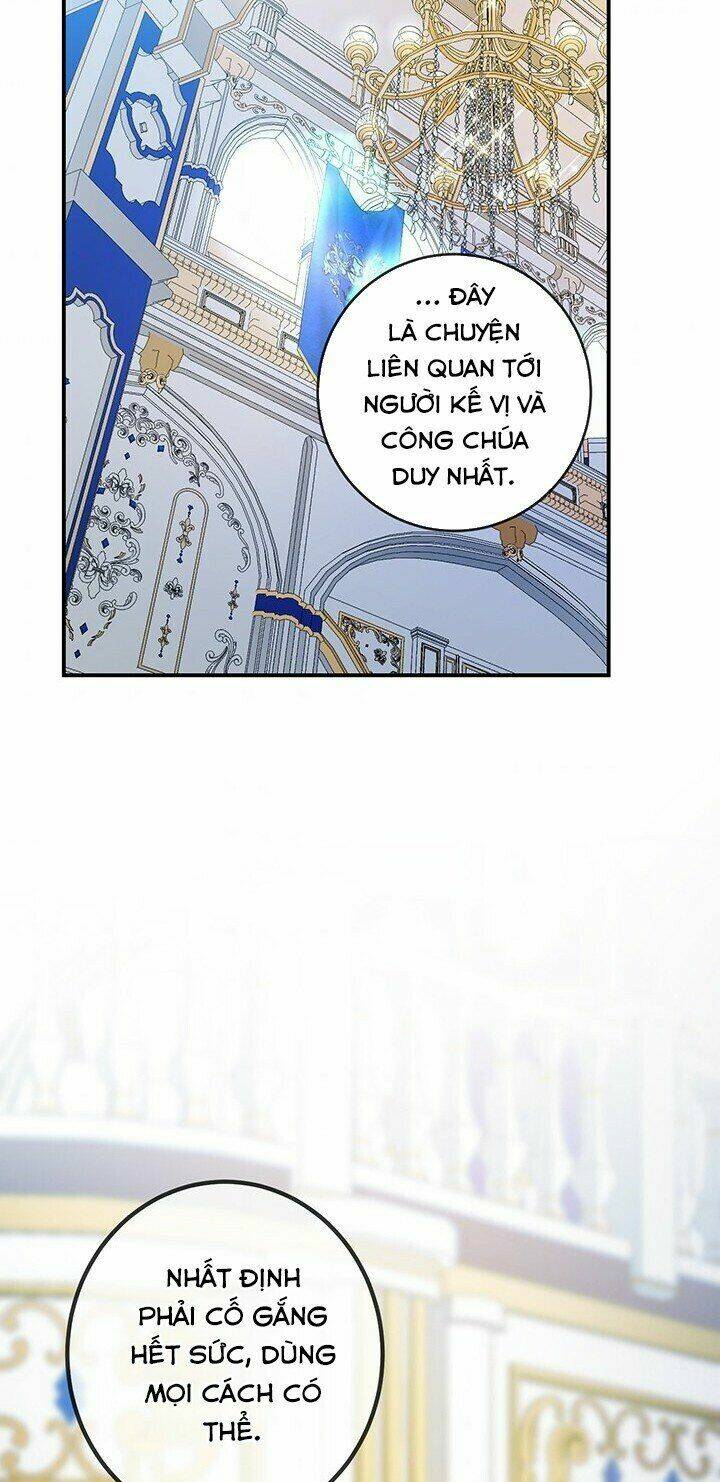 ... ĐÂY
LÀ CHUYỆN
LIÊN QUAN TỚI
NGƯỜI KẾ VỊ VÀ
CÔNG CHÚA
DUY NHẤT.
NHẤT ĐỊNH
PHẢI CỐ GẮNG
HẾT SỨC, DÙNG
MỌI CÁCH CÓ
THỂ.